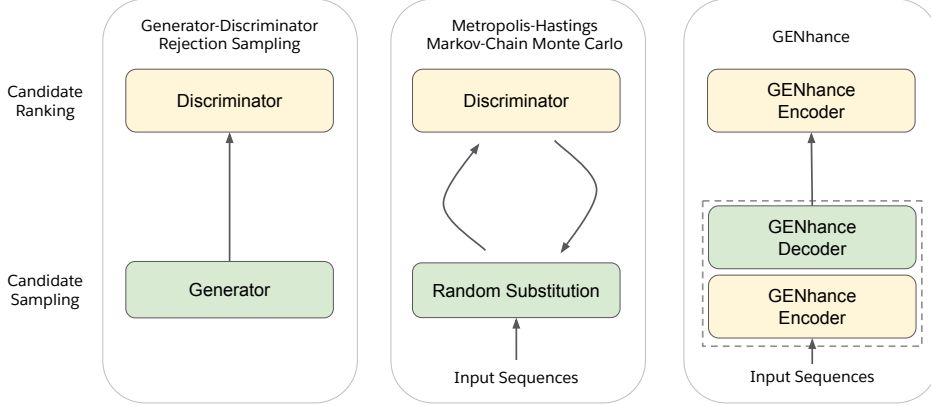 Generator-Discriminator
Rejection Sampling
Metropolis-Hastings
Markov-Chain Monte Carlo
GENhance
Candidate
Ranking
Discriminator
Discriminator
GENhance
Encoder
GENhance
Decoder
Candidate
Sampling
Generator
Random Substitution
GENhance
Encoder
Input Sequences
Input Sequences